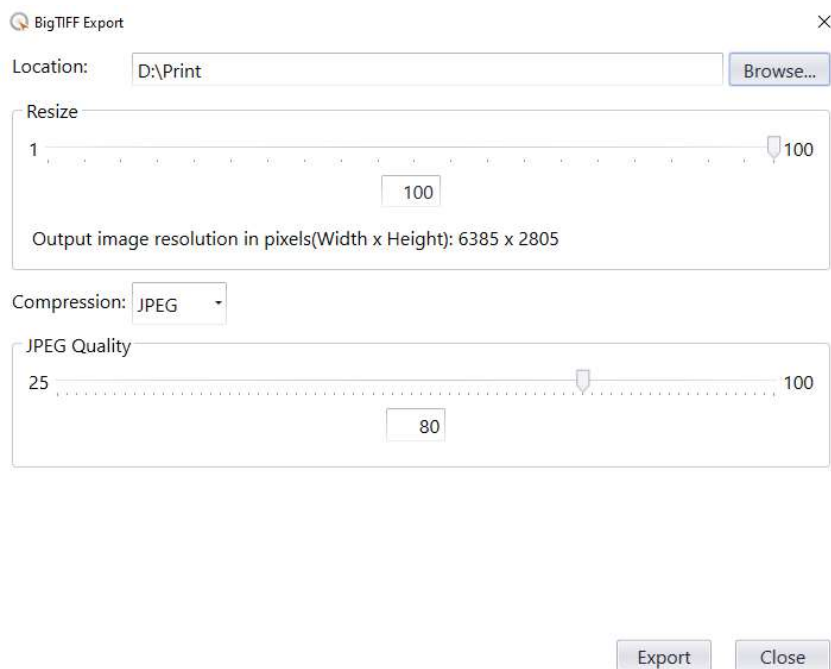 BigTIFF Export
Location: D:\Print Browse...
Resize
1 100
100
Output image resolution in pixels(Width x Height): 6385 x 2805
Compression: JPEG
JPEG Quality
25 100
80
Export Close